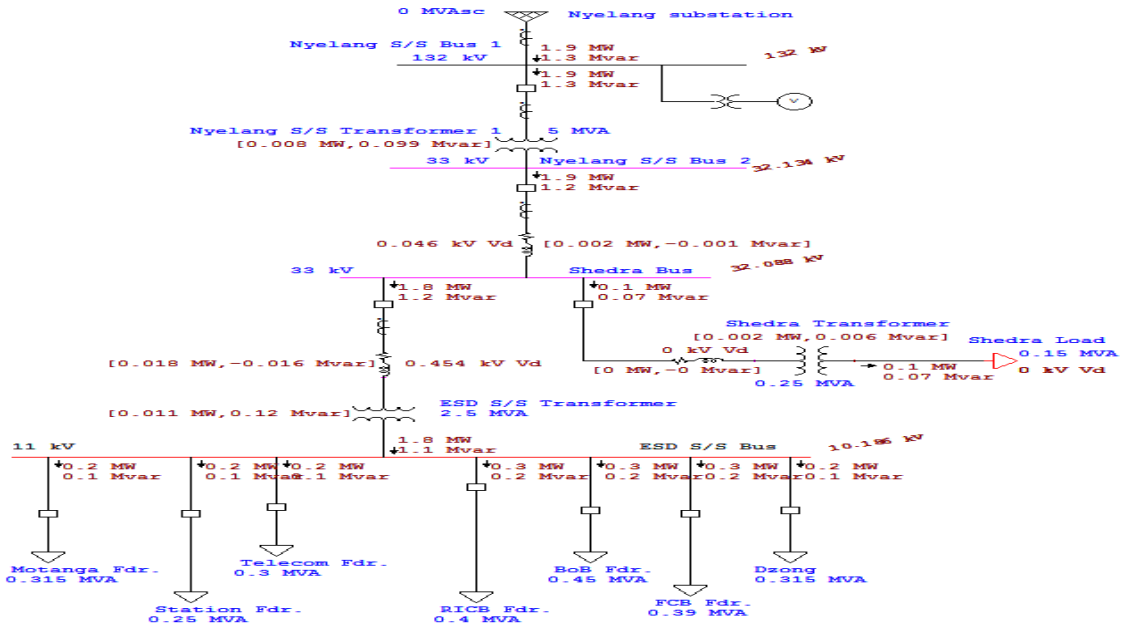 0 MVAsc
Nyelang substation
Nyelang S/S Bus 1
132 kV
1.9 MW
1.3 Mvar
132 kV
1.9 MW
1.3 Mvar
V
Nyelang S/S Transformer 1
5 MVA
[0.008 MW,0.099 Mvar]
33 kV
Nyelang S/S Bus 2
32.134 kV
1.9 MW
1.2 Mvar
0.046 kV Vd
[0.002 MW,-0.001 Mvar]
33 kV
Shedra Bus
32.088 kV
1.8 MW
1.2 Mvar
0.1 MW
0.07 Mvar
Shedra Transformer
[0.002 MW,0.006 Mvar]
Shedra Load
0 kV Vd
0.15 MVA
[0.018 MW,-0.016 Mvar]
0.454 kV Vd
[0 MW,-0 Mvar]
0.1 MW
0 kV Vd
0.07 Mvar
0.25 MVA
ESD S/S Transformer
[0.011 MW,0.12 Mvar]
2.5 MVA
1.8 MW
1.1 Mvar
11 kV
ESD S/S Bus
10.186 kV
0.2 MW
0.1 Mvar
0.2 MW
0.1 Mvar
0.2 MW
0.1 Mvar
0.3 MW
0.2 Mvar
0.3 MW
0.2 Mvar
0.3 MW
0.2 Mvar
0.2 MW
0.1 Mvar
Motanga Fdr.
0.315 MVA
Station Fdr.
0.25 MVA
Telecom Fdr.
0.3 MVA
RICB Fdr.
0.4 MVA
BoB Fdr.
0.45 MVA
FCB Fdr.
0.39 MVA
Dzong
0.315 MVA